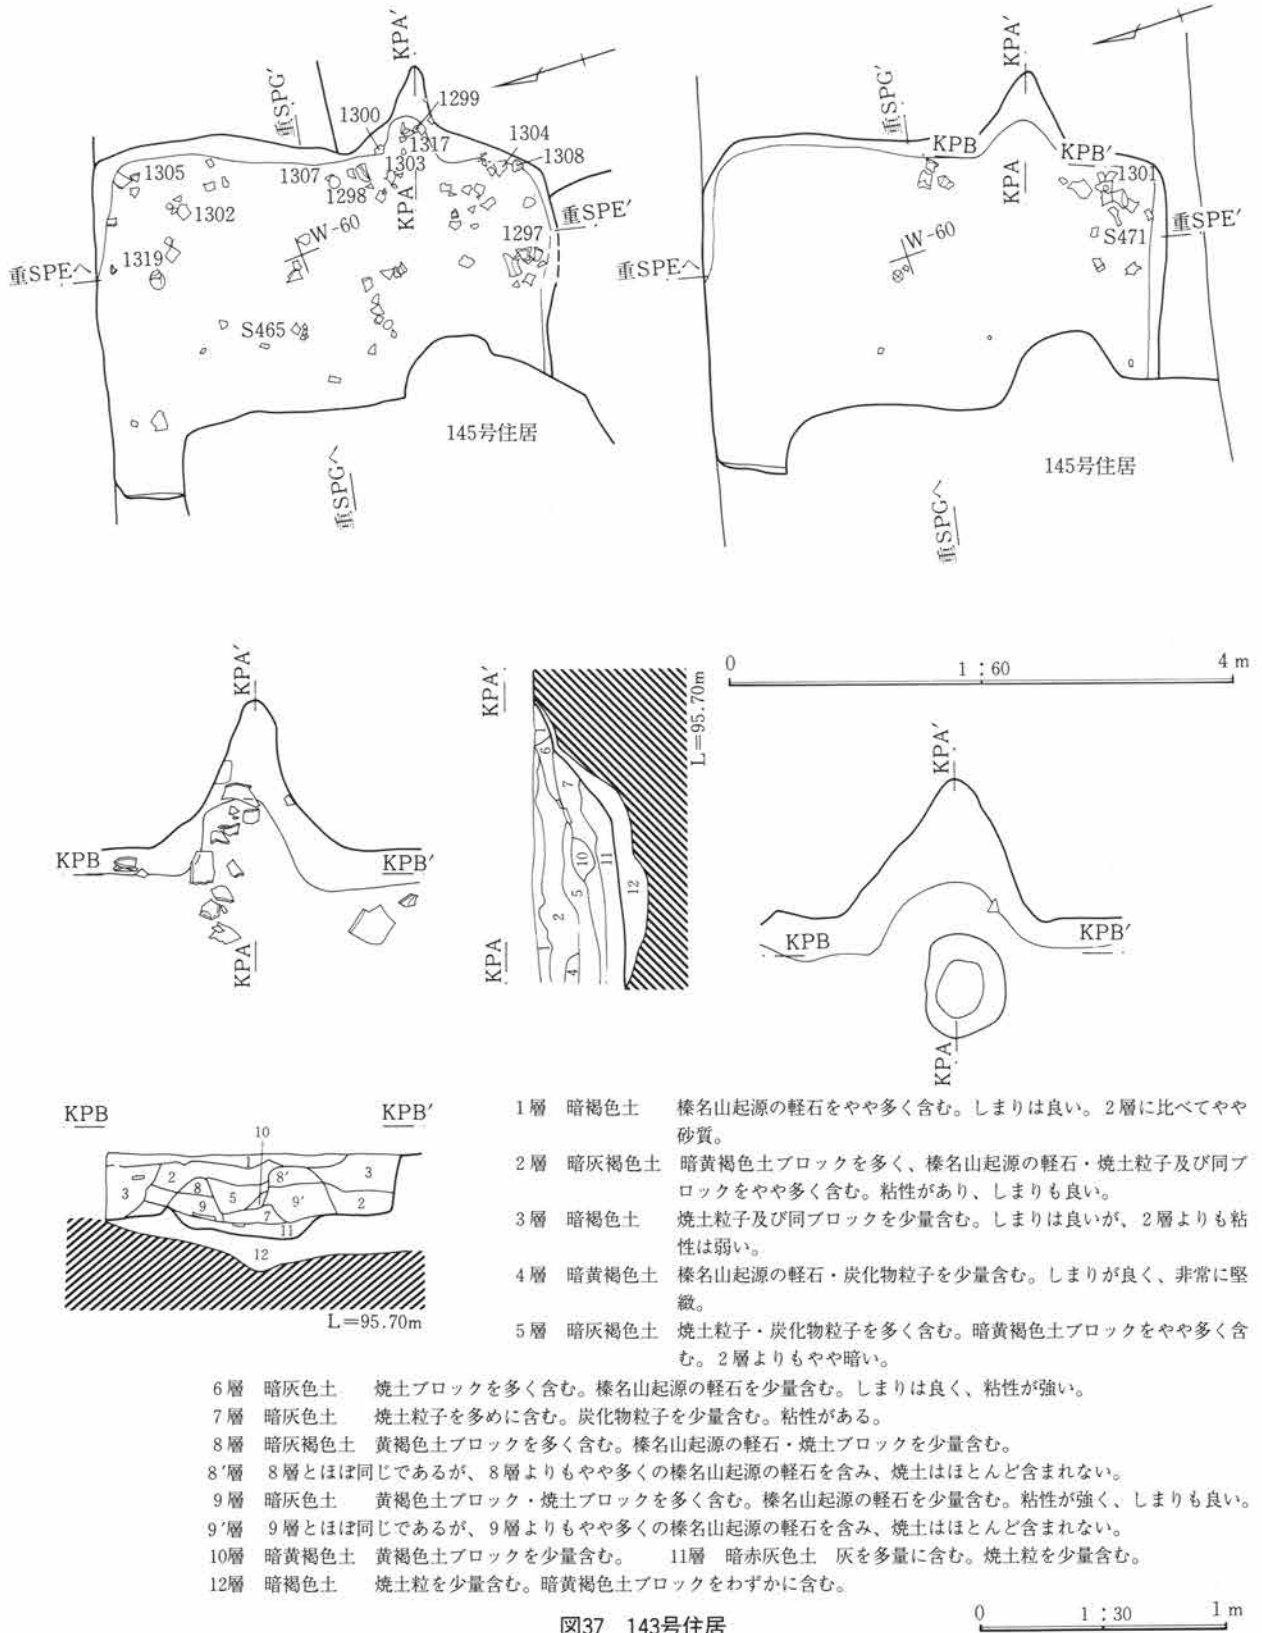 KPA′
重SPG′
1300
1299
1317
1304
1308
1305
1307
1303
1298
KPA
1302
W-60
重SPE′
1297
1319
重SPEへ
S465
145号住居
重SPGへ
KPA′
重SPG′
KPB
KPB′
KPA
1301
重SPE′
W-60
S471
重SPEへ
145号住居
重SPGへ
KPA′
KPB
KPB′
KPA
KPA′
L=95.70m
6
7
10
11
12
5
2
4
KPA
0 1:60 4 m
KPA′
KPB
KPB′
KPA
KPB
KPB′
10
1
2
8′
3
3
8
5
9
9′
2
7
11
12
L=95.70m
1層 暗褐色土 榛名山起源の軽石をやや多く含む。しまりは良い。2層に比べてやや
砂質。
2層 暗灰褐色土 暗黄褐色土ブロックを多く、榛名山起源の軽石・焼土粒子及び同ブ
ロックをやや多く含む。粘性があり、しまりも良い。
3層 暗褐色土 焼土粒子及び同ブロックを少量含む。しまりは良いが、2層よりも粘
性は弱い。
4層 暗黄褐色土 榛名山起源の軽石・炭化物粒子を少量含む。しまりが良く、非常に堅
緻。
5層 暗灰褐色土 焼土粒子・炭化物粒子を多く含む。暗黄褐色土ブロックをやや多く含
む。2層よりもやや暗い。
6層 暗灰色土 焼土ブロックを多く含む。榛名山起源の軽石を少量含む。しまりは良く、粘性が強い。
7層 暗灰色土 焼土粒子を多めに含む。炭化物粒子を少量含む。粘性がある。
8層 暗灰褐色土 黄褐色土ブロックを多く含む。榛名山起源の軽石・焼土ブロックを少量含む。
8′層 8層とほぼ同じであるが、8層よりもやや多くの榛名山起源の軽石を含み、焼土はほとんど含まれない。
9層 暗灰色土 黄褐色土ブロック・焼土ブロックを多く含む。榛名山起源の軽石を少量含む。粘性が強く、しまりも良い。
9′層 9層とほぼ同じであるが、9層よりもやや多くの榛名山起源の軽石を含み、焼土はほとんど含まれない。
10層 暗黄褐色土 黄褐色土ブロックを少量含む。 11層 暗赤灰色土 灰を多量に含む。焼土粒を少量含む。
12層 暗褐色土 焼土粒を少量含む。暗黄褐色土ブロックをわずかに含む。
図37 143号住居
0 1:30 1 m